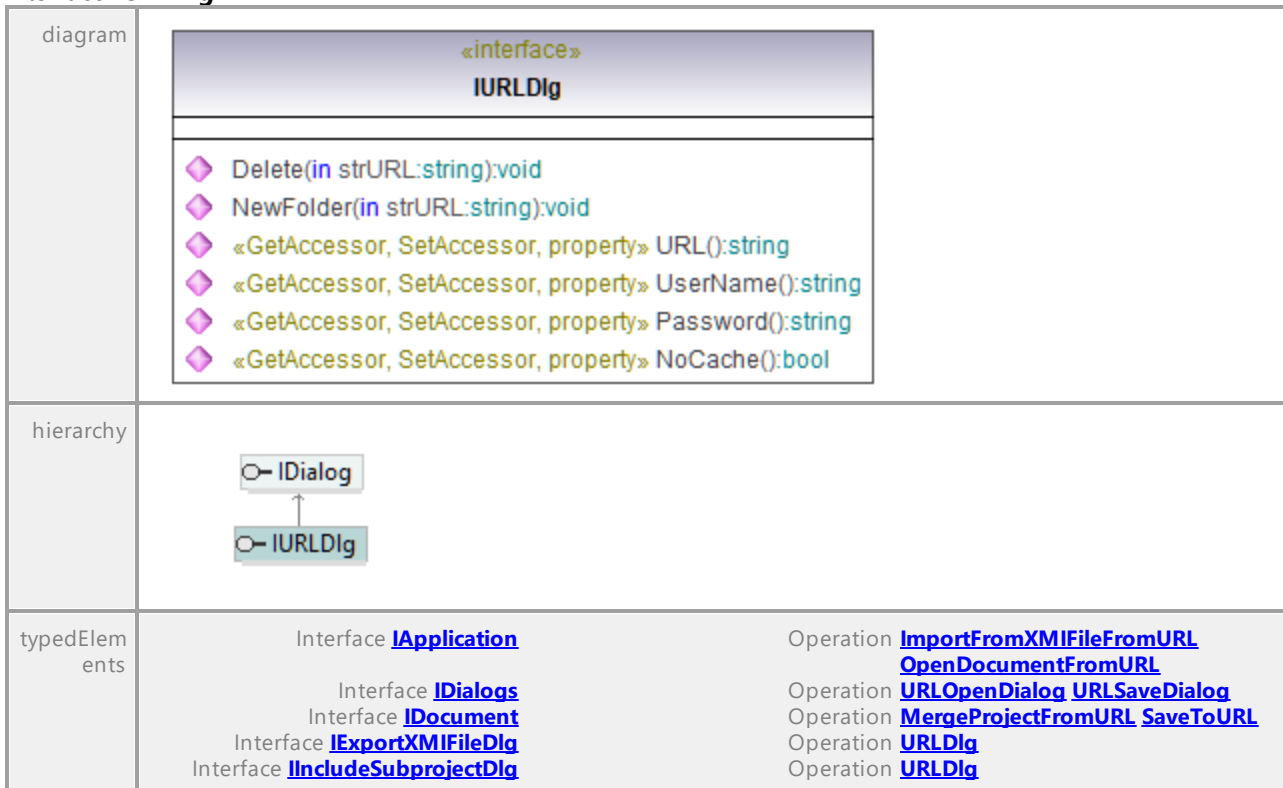 diagram
«interface»
IURLDlg
Delete(in strURL:string):void
NewFolder(in strURL:string):void
«GetAccessor, SetAccessor, property» URL():string
«GetAccessor, SetAccessor, property» UserName():string
«GetAccessor, SetAccessor, property» Password():string
«GetAccessor, SetAccessor, property» NoCache():bool
hierarchy
IDialog
IURLDlg
typedElem
ents
Interface IApplication Operation ImportFromXMIFileFromURL
OpenDocumentFromURL
Interface IDialogs Operation URLOpenDialog URLSaveDialog
Interface IDocument Operation MergeProjectFromURL SaveToURL
Interface IExportXMIFileDlg Operation URLDlg
Interface IIncludeSubprojectDlg Operation URLDlg